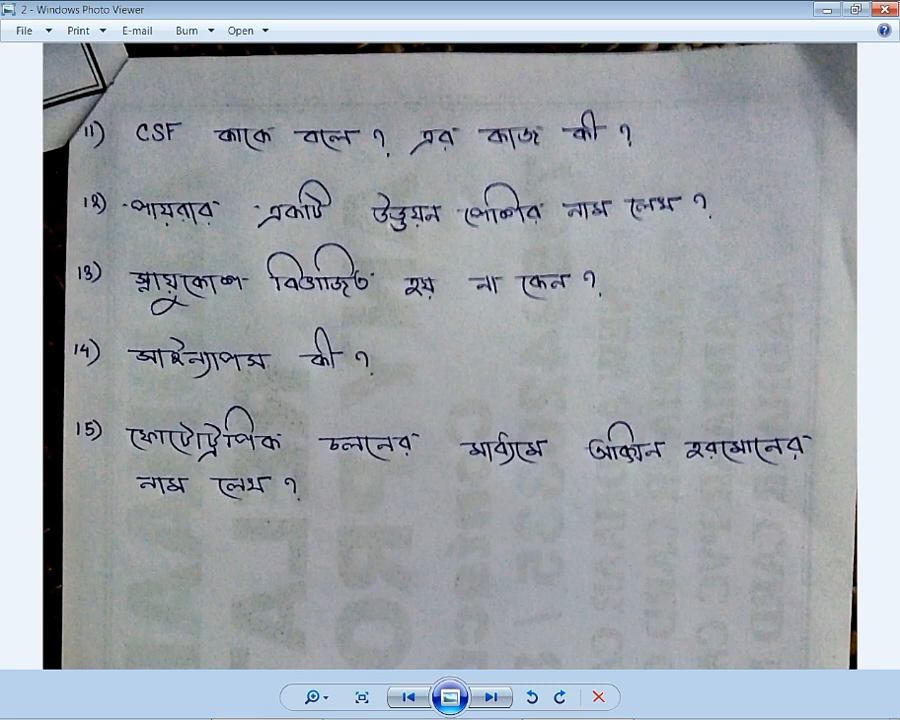 2 - Windows Photo Viewer
File Print E-mail Burn Open
11) CSF কাকে বলে ? এর কাজ কী ?
12) পায়রার একটি উড্ডয়ন পেশির নাম লেখ ?
13) স্নায়ুকোশ বিভাজিত হয় না কেন ?
14) সাইন্যাপস কী ?
15) ফোটোট্রপিক চলনের মাধ্যমে অক্সিন হরমোনের
নাম লেখ ?